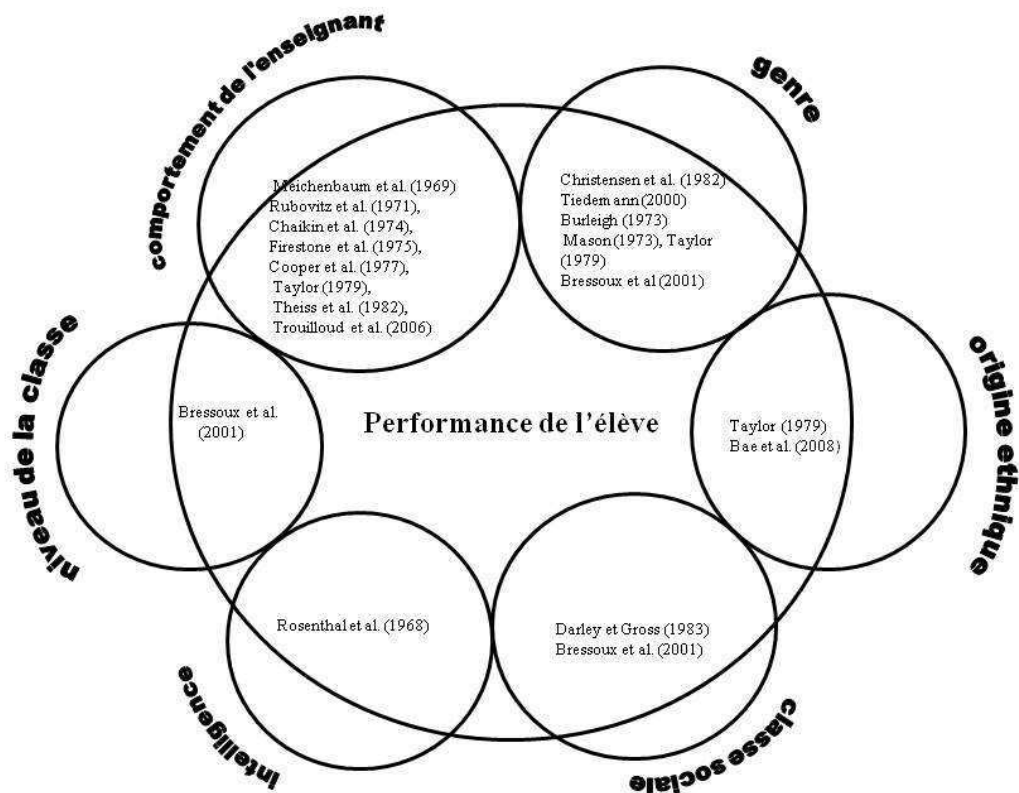 comportement de l'enseignant
genre
Meichenbaum et al. (1969)
Rubovitz et al. (1971),
Chaikin et al. (1974),
Firestone et al. (1975),
Cooper et al. (1977),
Taylor (1979),
Theiss et al. (1982),
Trouilloud et al. (2006)
Christensen et al. (1982)
Tiedemann (2000)
Burleigh (1973)
Mason (1973), Taylor
(1979)
Bressoux et al (2001)
niveau de la classe
Bressoux et al.
(2001)
Performance de l'élève
Taylor (1979)
Bae et al. (2008)
origine ethnique
Rosenthal et al. (1968)
Darley et Gross (1983)
Bressoux et al. (2001)
intelligence
classe sociale